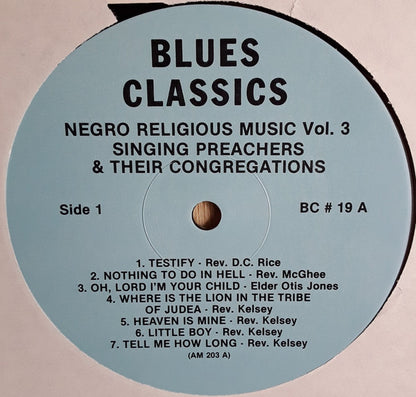 BLUES
CLASSICS
NEGRO RELIGIOUS MUSIC Vol. 3
SINGING PREACHERS
& THEIR CONGREGATIONS
Side 1
BC # 19 A
1. TESTIFY - Rev. D.C. Rice
2. NOTHING TO DO IN HELL - Rev. McGhee
3. OH, LORD I'M YOUR CHILD - Elder Otis Jones
4. WHERE IS THE LION IN THE TRIBE
OF JUDEA - Rev. Kelsey
5. HEAVEN IS MINE - Rev. Kelsey
6. LITTLE BOY - Rev. Kelsey
7. TELL ME HOW LONG - Rev. Kelsey
(AM 203 A)